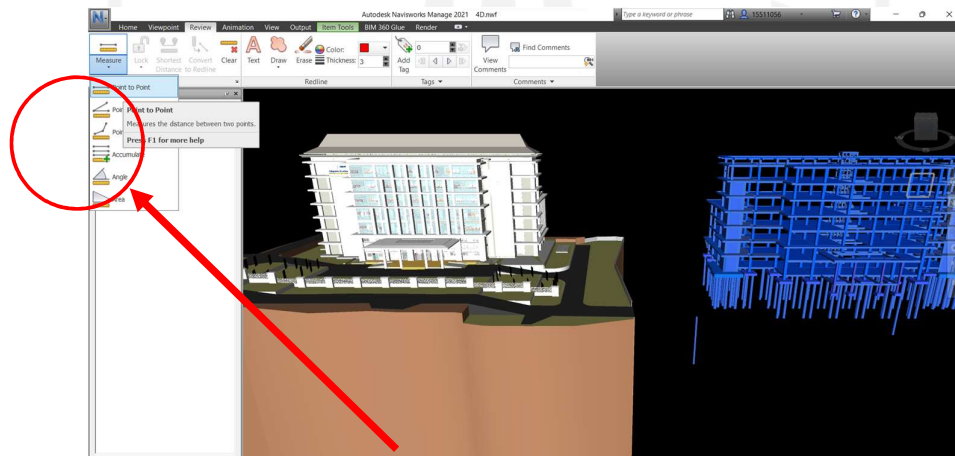 Autodesk Navisworks Manage 2021 4D.nwf
Type a keyword or phrase
15511056
Home Viewpoint Review Animation View Output Item Tools BIM 360 Glue Render
Measure Lock Shortest Distance Convert to Redline Clear
Text Draw Erase Color: Thickness: 3
Add Tag 0
View Comments Find Comments
Redline Tags Comments
Point to Point
Point to Point
Measures the distance between two points.
Press F1 for more help
Accumulate
Angle
Area